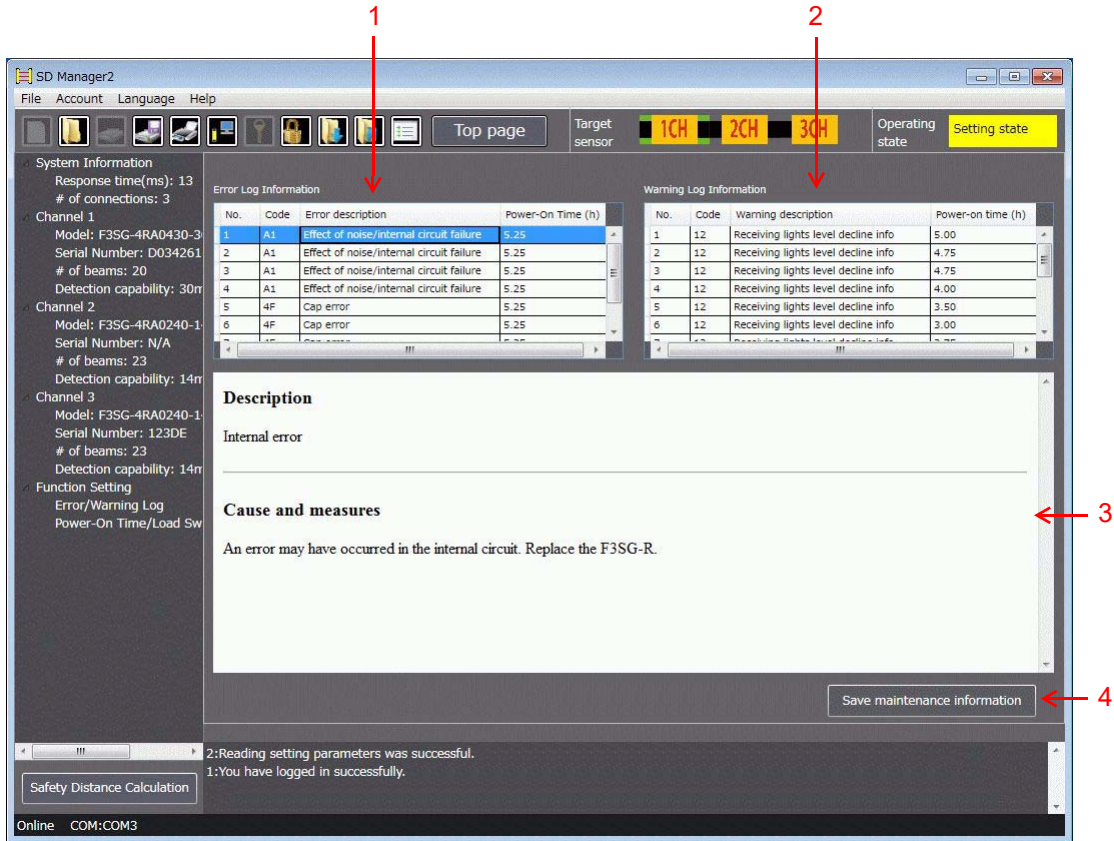 1
2
SD Manager2
File Account Language Help
Top page
Target sensor
1CH
2CH
3CH
Operating state
Setting state
System Information
Response time(ms): 13
# of connections: 3
Channel 1
Model: F3SG-4RA0430-3
Serial Number: D034261
# of beams: 20
Detection capability: 30m
Channel 2
Model: F3SG-4RA0240-1
Serial Number: N/A
# of beams: 23
Detection capability: 14m
Channel 3
Model: F3SG-4RA0240-1
Serial Number: 123DE
# of beams: 23
Detection capability: 14m
Function Setting
Error/Warning Log
Power-On Time/Load Sw
Error Log Information
No. Code Error description Power-On Time (h)
1 A1 Effect of noise/internal circuit failure 5.25
2 A1 Effect of noise/internal circuit failure 5.25
3 A1 Effect of noise/internal circuit failure 5.25
4 A1 Effect of noise/internal circuit failure 5.25
5 4F Cap error 5.25
6 4F Cap error 5.25
Warning Log Information
No. Code Warning description Power-on time (h)
1 12 Receiving lights level decline info 5.00
2 12 Receiving lights level decline info 4.75
3 12 Receiving lights level decline info 4.75
4 12 Receiving lights level decline info 4.00
5 12 Receiving lights level decline info 3.50
6 12 Receiving lights level decline info 3.00
Description
Internal error
Cause and measures
An error may have occurred in the internal circuit. Replace the F3SG-R.
3
Save maintenance information
4
2:Reading setting parameters was successful.
1:You have logged in successfully.
Safety Distance Calculation
Online COM:COM3